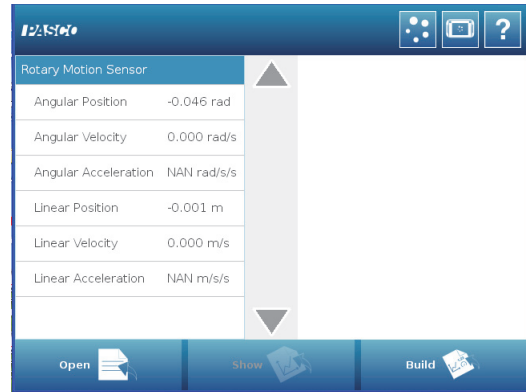 PASCO
?
Rotary Motion Sensor
Angular Position -0.046 rad
Angular Velocity 0.000 rad/s
Angular Acceleration NAN rad/s/s
Linear Position -0.001 m
Linear Velocity 0.000 m/s
Linear Acceleration NAN m/s/s
Open Show Build